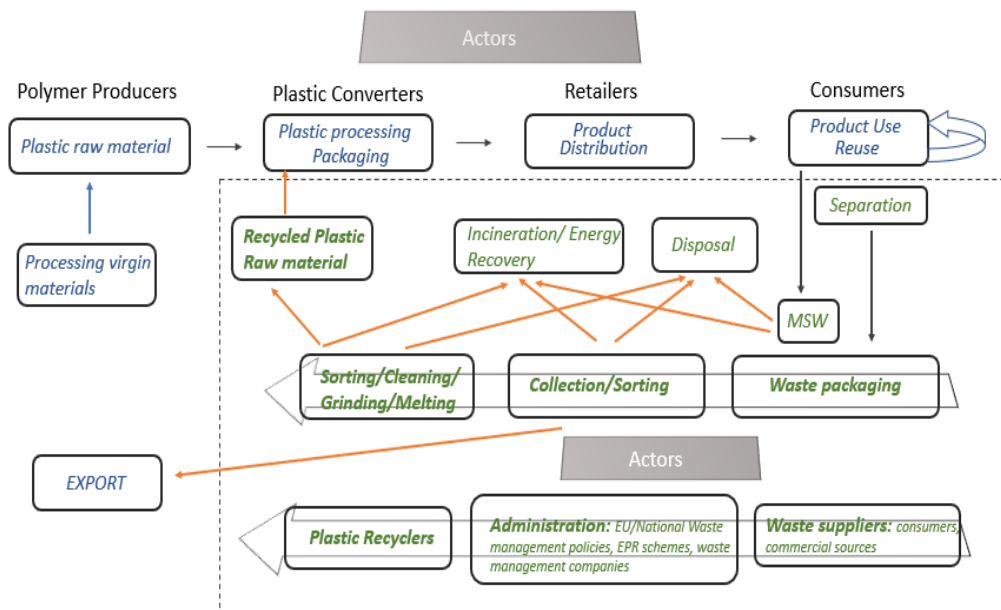 Actors
Polymer Producers
Plastic Converters
Retailers
Consumers
Plastic raw material
Plastic processing
Packaging
Product
Distribution
Product Use
Reuse
Separation
Recycled Plastic
Raw material
Incineration/ Energy
Recovery
Disposal
Processing virgin
materials
MSW
Sorting/Cleaning/
Grinding/Melting
Collection/Sorting
Waste packaging
Actors
EXPORT
Plastic Recyclers
Administration: EU/National Waste
management policies, EPR schemes, waste
management companies
Waste suppliers: consumers,
commercial sources